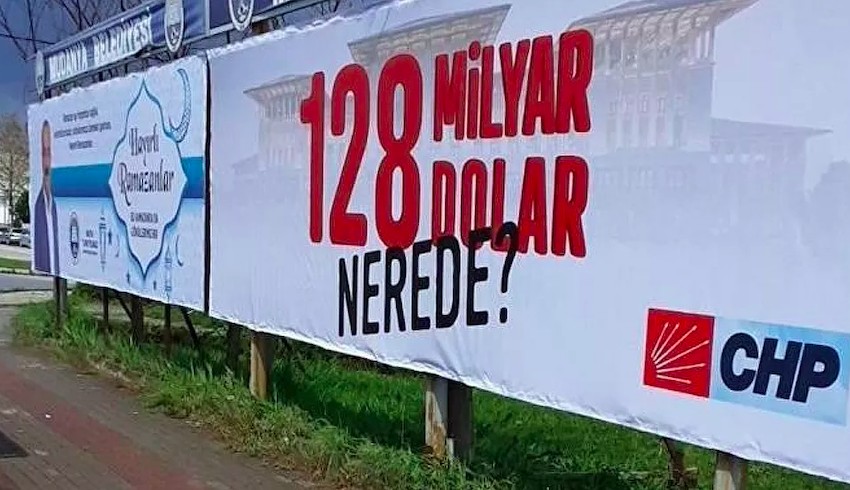 MUDANYA BELEDİYESİ
Hayırlı
Ramazanlar
128 MİLYAR
DOLAR
NEREDE?
CHP